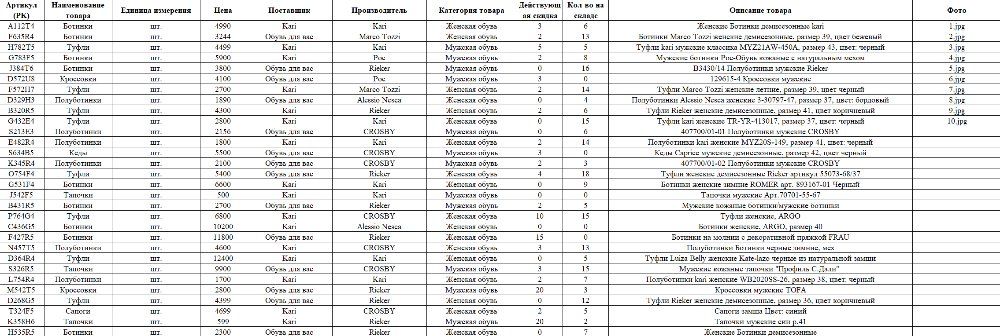 Артикул (PK) Наименование товара Единица измерения Цена Поставщик Производитель Категория товара Действующая скидка Кол-во на складе Описание товара Фото
A112T4 Ботинки шт. 4990 Kari Kari Женская обувь 3 6 Женские Ботинки демисезонные kari 1.jpg
F635R4 Ботинки шт. 3244 Обувь для вас Marco Tozzi Женская обувь 2 13 Ботинки Marco Tozzi женские демисезонные, размер 39, цвет бежевый 2.jpg
H782T5 Туфли шт. 4499 Kari Kari Мужская обувь 5 5 Туфли kari мужские классика MYZ21AW-450A, размер 43, цвет: черный 3.jpg
G783F5 Ботинки шт. 5900 Kari Рос Мужская обувь 2 8 Мужские ботинки Рос-Обувь кожаные с натуральным мехом 4.jpg
J384T6 Ботинки шт. 3800 Обувь для вас Rieker Мужская обувь 0 16 B3430/14 Полуботинки мужские Rieker 5.jpg
D572U8 Кроссовки шт. 4100 Обувь для вас Рос Мужская обувь 3 0 129615-4 Кроссовки мужские 6.jpg
F572H7 Туфли шт. 2700 Kari Marco Tozzi Женская обувь 2 14 Туфли Marco Tozzi женские летние, размер 39, цвет черный 7.jpg
D329H3 Полуботинки шт. 1890 Обувь для вас Alessio Nesca Женская обувь 0 4 Полуботинки Alessio Nesca женские 3-30797-47, размер 37, цвет: бордовый 8.jpg
B320R5 Туфли шт. 4300 Kari Rieker Женская обувь 2 6 Туфли Rieker женские демисезонные, размер 41, цвет коричневый 9.jpg
G432E4 Туфли шт. 2800 Kari Kari Женская обувь 0 15 Туфли kari женские TR-YR-413017, размер 37, цвет: черный 10.jpg
S213E3 Полуботинки шт. 2156 Обувь для вас CROSBY Мужская обувь 0 6 407700/01-01 Полуботинки мужские CROSBY
E482R4 Полуботинки шт. 1800 Kari Kari Женская обувь 2 14 Полуботинки kari женские MYZ20S-149, размер 41, цвет: черный
S634B5 Кеды шт. 5500 Обувь для вас CROSBY Мужская обувь 3 0 Кеды Caprice мужские демисезонные, размер 42, цвет черный
K345R4 Полуботинки шт. 2100 Обувь для вас CROSBY Мужская обувь 2 3 407700/01-02 Полуботинки мужские CROSBY
O754F4 Туфли шт. 5400 Обувь для вас Rieker Женская обувь 4 18 Туфли женские демисезонные Rieker артикул 55073-68/37
G531F4 Ботинки шт. 6600 Kari Kari Женская обувь 0 9 Ботинки женские зимние ROMER арт. 893167-01 Черный
J542F5 Тапочки шт. 500 Kari Kari Мужская обувь 0 0 Тапочки мужские Арт.70701-55-67
B431R5 Ботинки шт. 2700 Обувь для вас Rieker Мужская обувь 2 5 Мужские кожаные ботинки/мужские ботинки
P764G4 Туфли шт. 6800 Kari CROSBY Женская обувь 10 15 Туфли женские, ARGO
C436G5 Ботинки шт. 10200 Kari Alessio Nesca Женская обувь 0 0 Ботинки женские, ARGO, размер 40
F427R5 Ботинки шт. 11800 Обувь для вас Rieker Женская обувь 15 0 Ботинки на молнии с декоративной пряжкой FRAU
N457T5 Полуботинки шт. 4600 Kari CROSBY Женская обувь 3 13 Полуботинки Ботинки черные зимние, мех
D364R4 Туфли шт. 12400 Kari Kari Женская обувь 0 5 Туфли Luiza Belly женские Kate-lazo черные из натуральной замши
S326R5 Тапочки шт. 9900 Обувь для вас CROSBY Мужская обувь 3 15 Мужские кожаные тапочки "Профиль С.Дали"
L754R4 Полуботинки шт. 1700 Kari Kari Женская обувь 2 7 Полуботинки kari женские WB2020SS-26, размер 38, цвет: черный
M542T5 Кроссовки шт. 2800 Обувь для вас Rieker Мужская обувь 20 3 Кроссовки мужские TOFA
D268G5 Туфли шт. 4399 Обувь для вас Rieker Женская обувь 0 12 Туфли Rieker женские демисезонные, размер 36, цвет коричневый
T324F5 Сапоги шт. 4699 Kari CROSBY Женская обувь 2 5 Сапоги замша Цвет: синий
K358H6 Тапочки шт. 599 Kari Rieker Мужская обувь 20 2 Тапочки мужские син р.41
H535R5 Ботинки шт. 2300 Обувь для вас Rieker Женская обувь 0 7 Женские Ботинки демисезонные